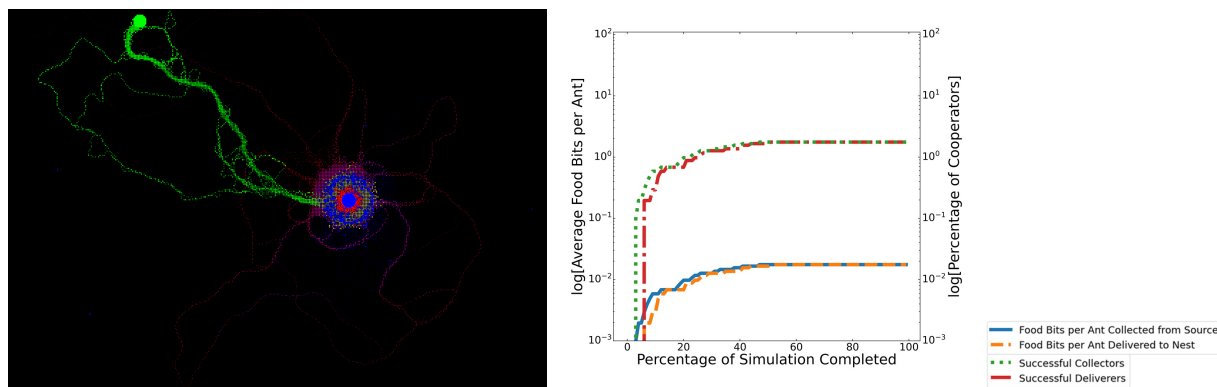 log[Average Food Bits per Ant]
10² 10¹ 10⁰ 10⁻¹ 10⁻² 10⁻³
0 20 40 60 80 100
Percentage of Simulation Completed
10² 10¹ 10⁰ 10⁻¹ 10⁻² 10⁻³
log[Percentage of Cooperators]
Food Bits per Ant Collected from Source
Food Bits per Ant Delivered to Nest
Successful Collectors
Successful Deliverers